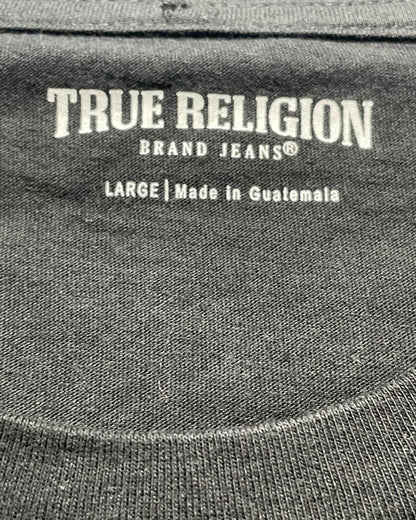 TRUE RELIGION
BRAND JEANS®
LARGE | Made in Guatemala